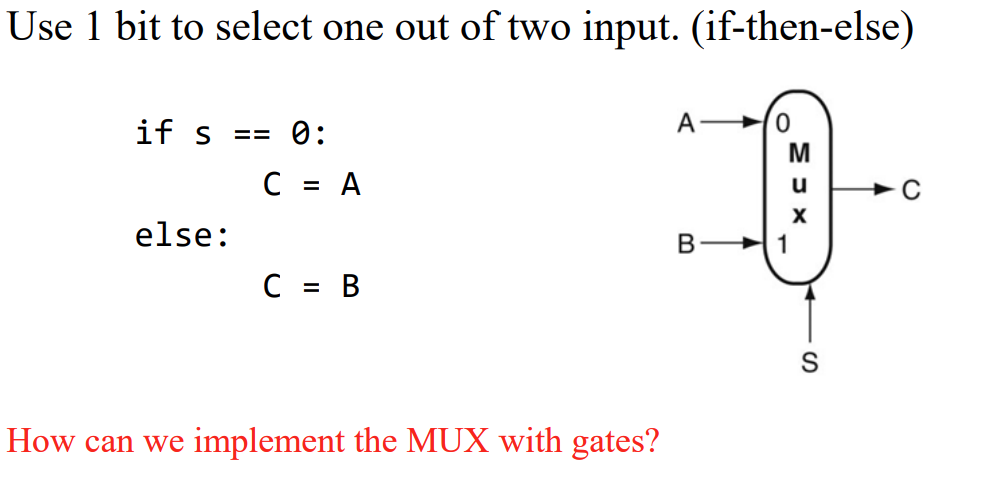 Use 1 bit to select one out of two input. (if-then-else)
if s == 0:
C = A
else:
C = B
A
0
M
u
x
C
B
1
S
How can we implement the MUX with gates?